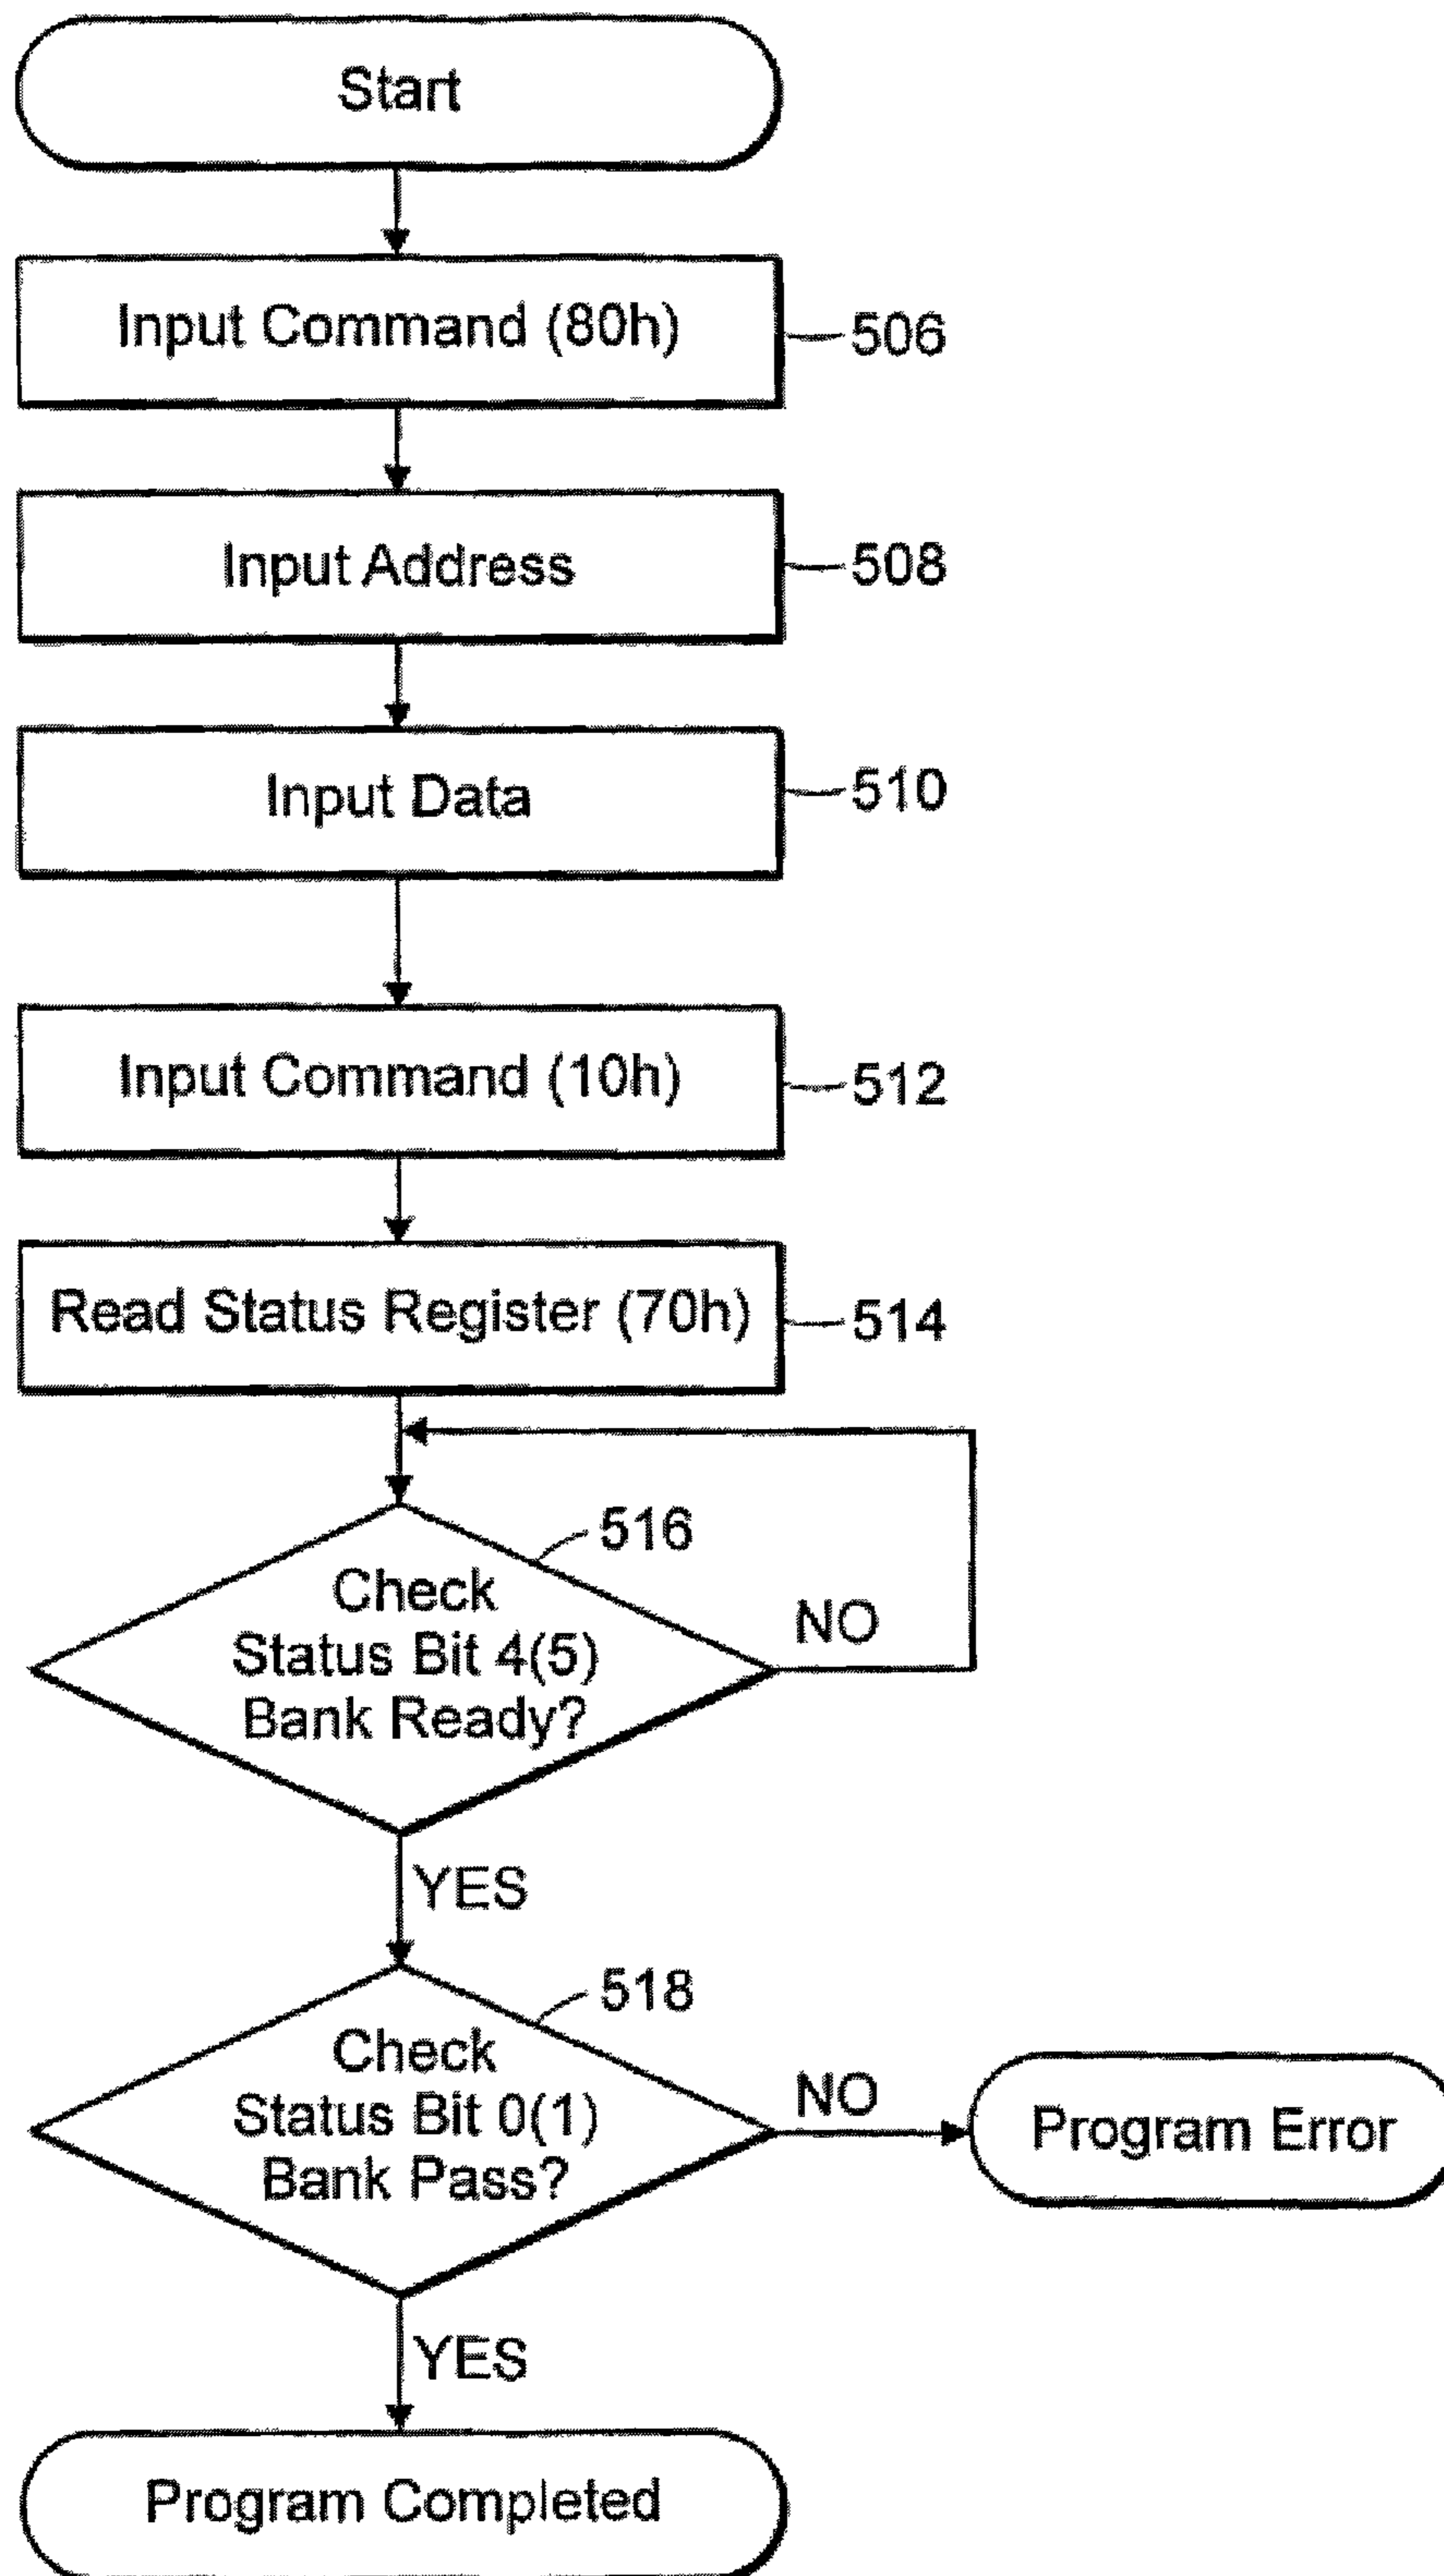 Start
Input Command (80h)
506
Input Address
508
Input Data
510
Input Command (10h)
512
Read Status Register (70h)
514
516
Check
Status Bit 4(5)
Bank Ready?
NO
YES
518
Check
Status Bit 0(1)
Bank Pass?
NO
Program Error
YES
Program Completed